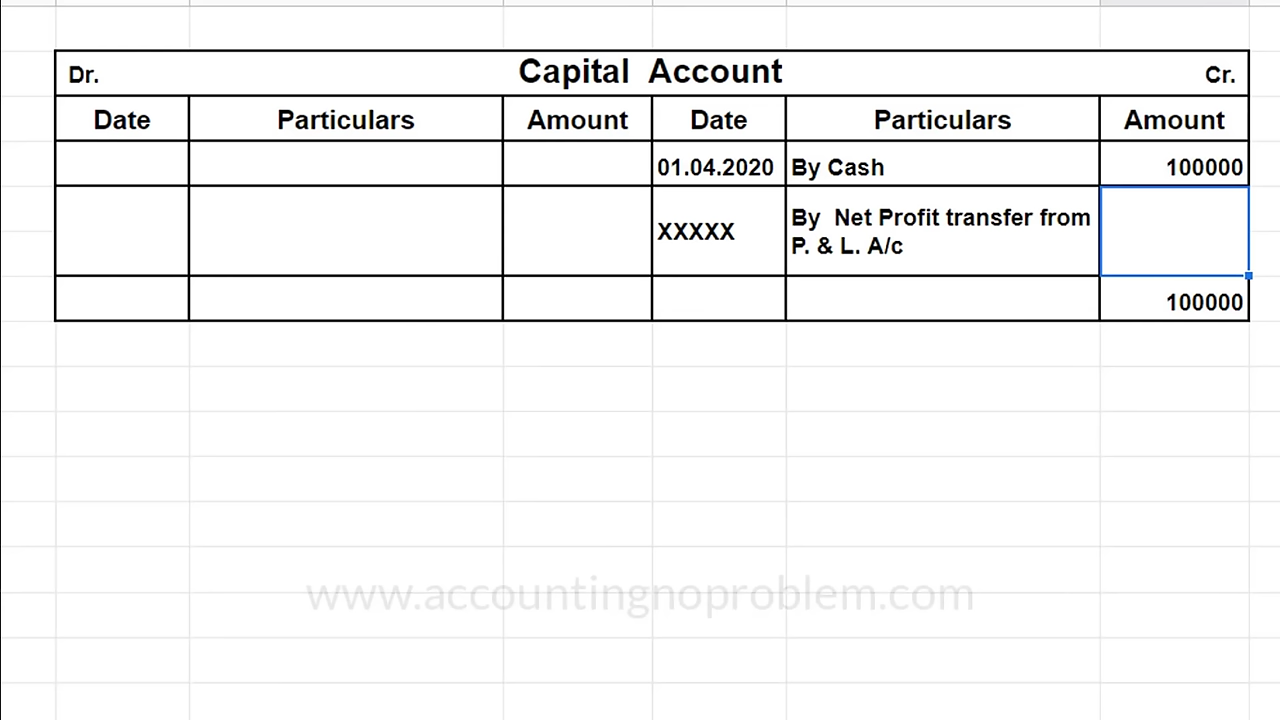 Dr. Capital Account Cr.
Date Particulars Amount Date Particulars Amount
01.04.2020 By Cash 100000
XXXXX By Net Profit transfer from
P. & L. A/c
100000
www.accountingnoproblem.com